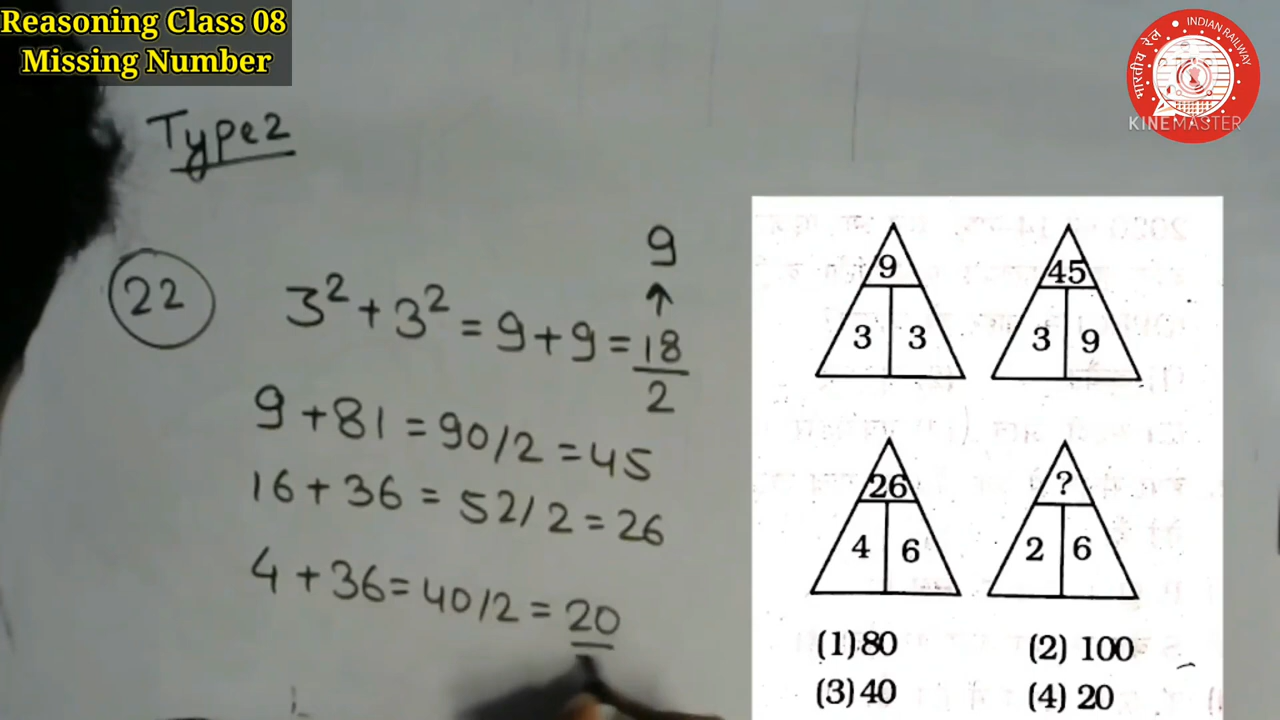 Reasoning Class 08
Missing Number
भारतीय रेल INDIAN RAILWAY
KINEMASTER
Type2
22
9
↑
3² + 3² = 9 + 9 = 18/2
9 + 81 = 90/2 = 45
16 + 36 = 52/2 = 26
4 + 36 = 40/2 = 20
9 45
3 3 3 9
26 ?
4 6 2 6
(1) 80 (2) 100
(3) 40 (4) 20